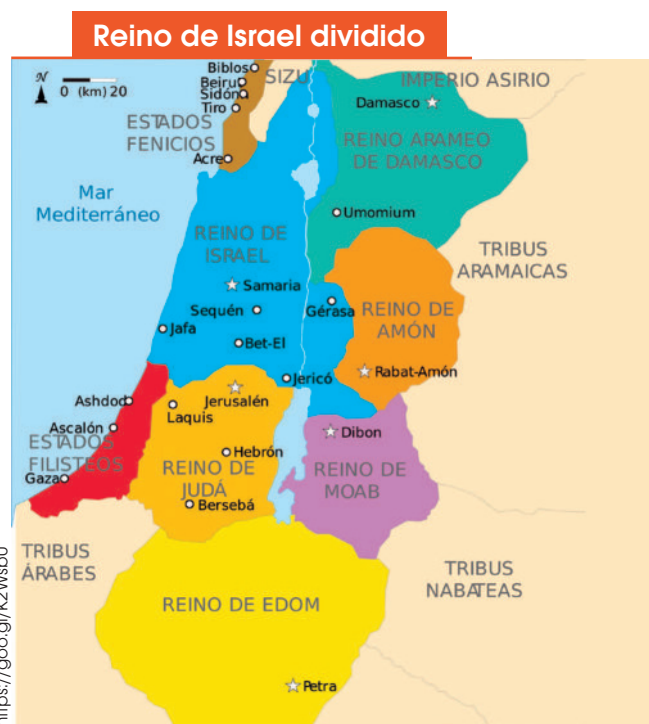 Reino de Israel dividido
N
0 (km) 20
Biblos
Beirut
Sidón
Tiro
SIZU
IMPERIO ASIRIO
Damasco
ESTADOS
FENICIOS
REINO ARAMEO
DE DAMASCO
Acre
Mar
Mediterráneo
Umomium
REINO DE
ISRAEL
TRIBUS
ARAMAICAS
Samaria
Sequén
Gérasa
REINO DE
AMÓN
Jafa
Bet-El
Jericó
Rabat-Amón
Ashdod
Laquis
Jerusalén
Ascalón
Dibon
ESTADOS
FILISTEOS
Gaza
Hebrón
REINO DE
JUDÁ
REINO DE
MOAB
Bersebá
TRIBUS
ÁRABES
TRIBUS
NABATEAS
REINO DE EDOM
Petra